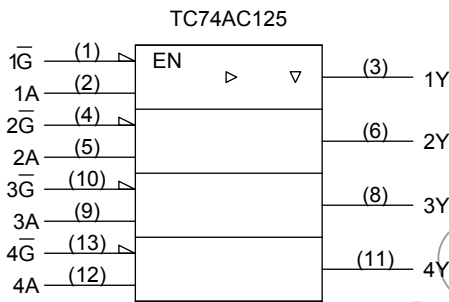 TC74AC125
1G̅ (1) EN
1A (2) (3) 1Y
2G̅ (4)
2A (5) (6) 2Y
3G̅ (10)
3A (9) (8) 3Y
4G̅ (13)
4A (12) (11) 4Y